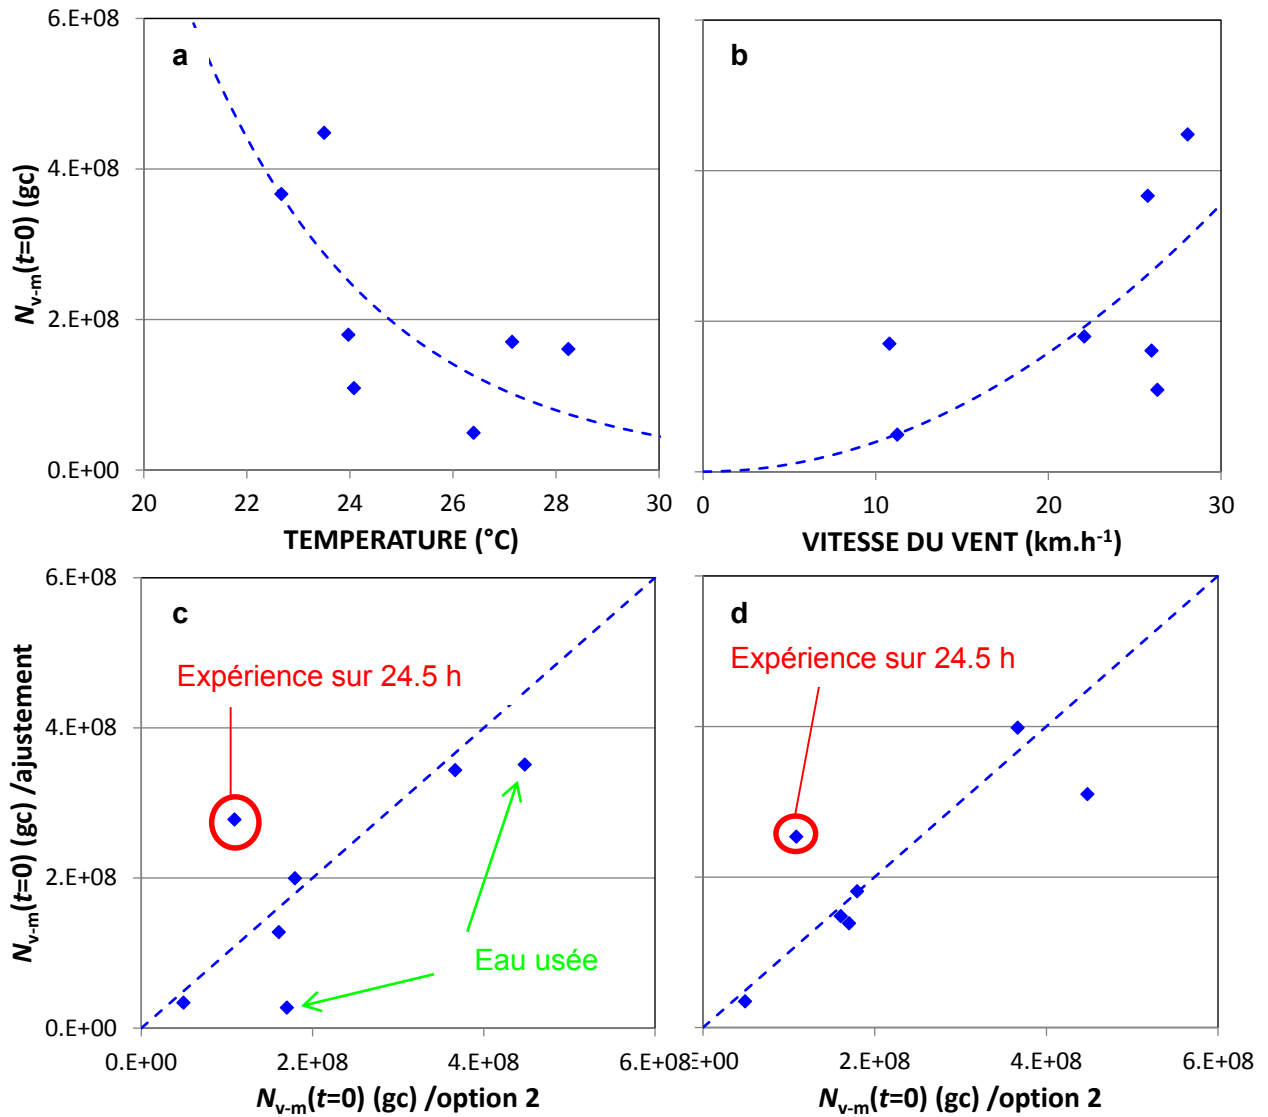 6.E+08
a
b
4.E+08
2.E+08
0.E+00
N_v-m(t=0) (gc)
20 22 24 26 28 30
0 10 20 30
TEMPERATURE (°C)
VITESSE DU VENT (km.h⁻¹)
6.E+08
c
d
Expérience sur 24.5 h
Expérience sur 24.5 h
4.E+08
2.E+08
Eau usée
0.E+00
N_v-m(t=0) (gc) /ajustement
0.E+00 2.E+08 4.E+08 6.E+08
E+00 2.E+08 4.E+08 6.E+08
N_v-m(t=0) (gc) /option 2
N_v-m(t=0) (gc) /option 2